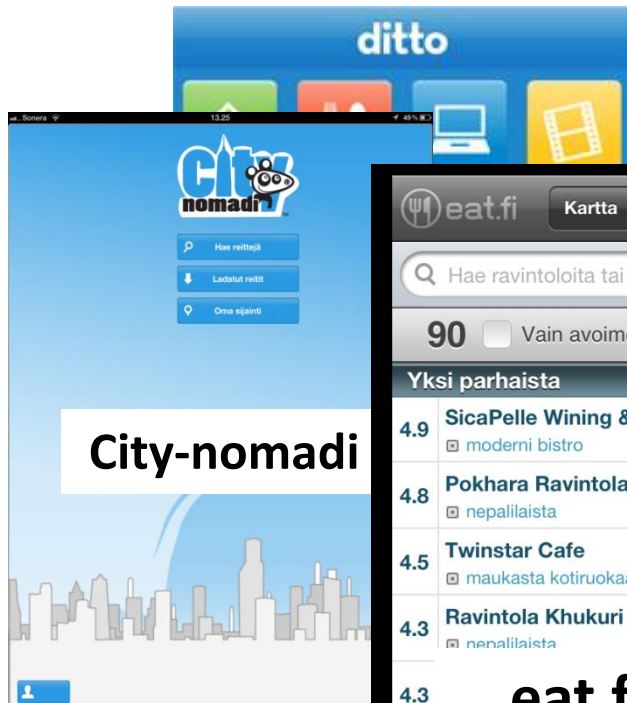 ditto
Sonera 13.25 49 %
City
nomadi
TM
Hae reittejä
Ladatut reitit
Oma sijainti
City-nomadi
eat.fi Kartta
Hae ravintoloita tai
90 Vain
Yksi parhaista
4.9 SicaPelle Wining &
moderni bistro
4.8 Pokhara Ravintola
nepalilaista
4.5 Twinstar Cafe
maukasta
4.3 Ravintola Khukuri
nepalilaista
4.3
eat